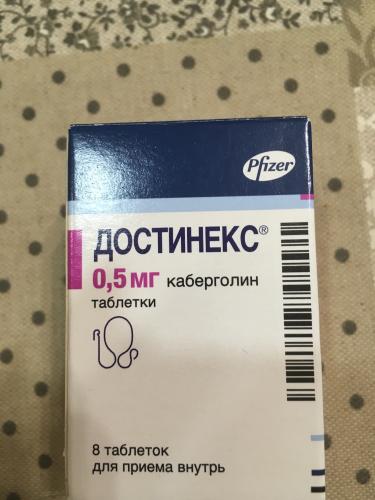 Pfizer
ДОСТИНЕКС®
0,5 мг каберголин
таблетки
8 таблеток
для приема внутрь